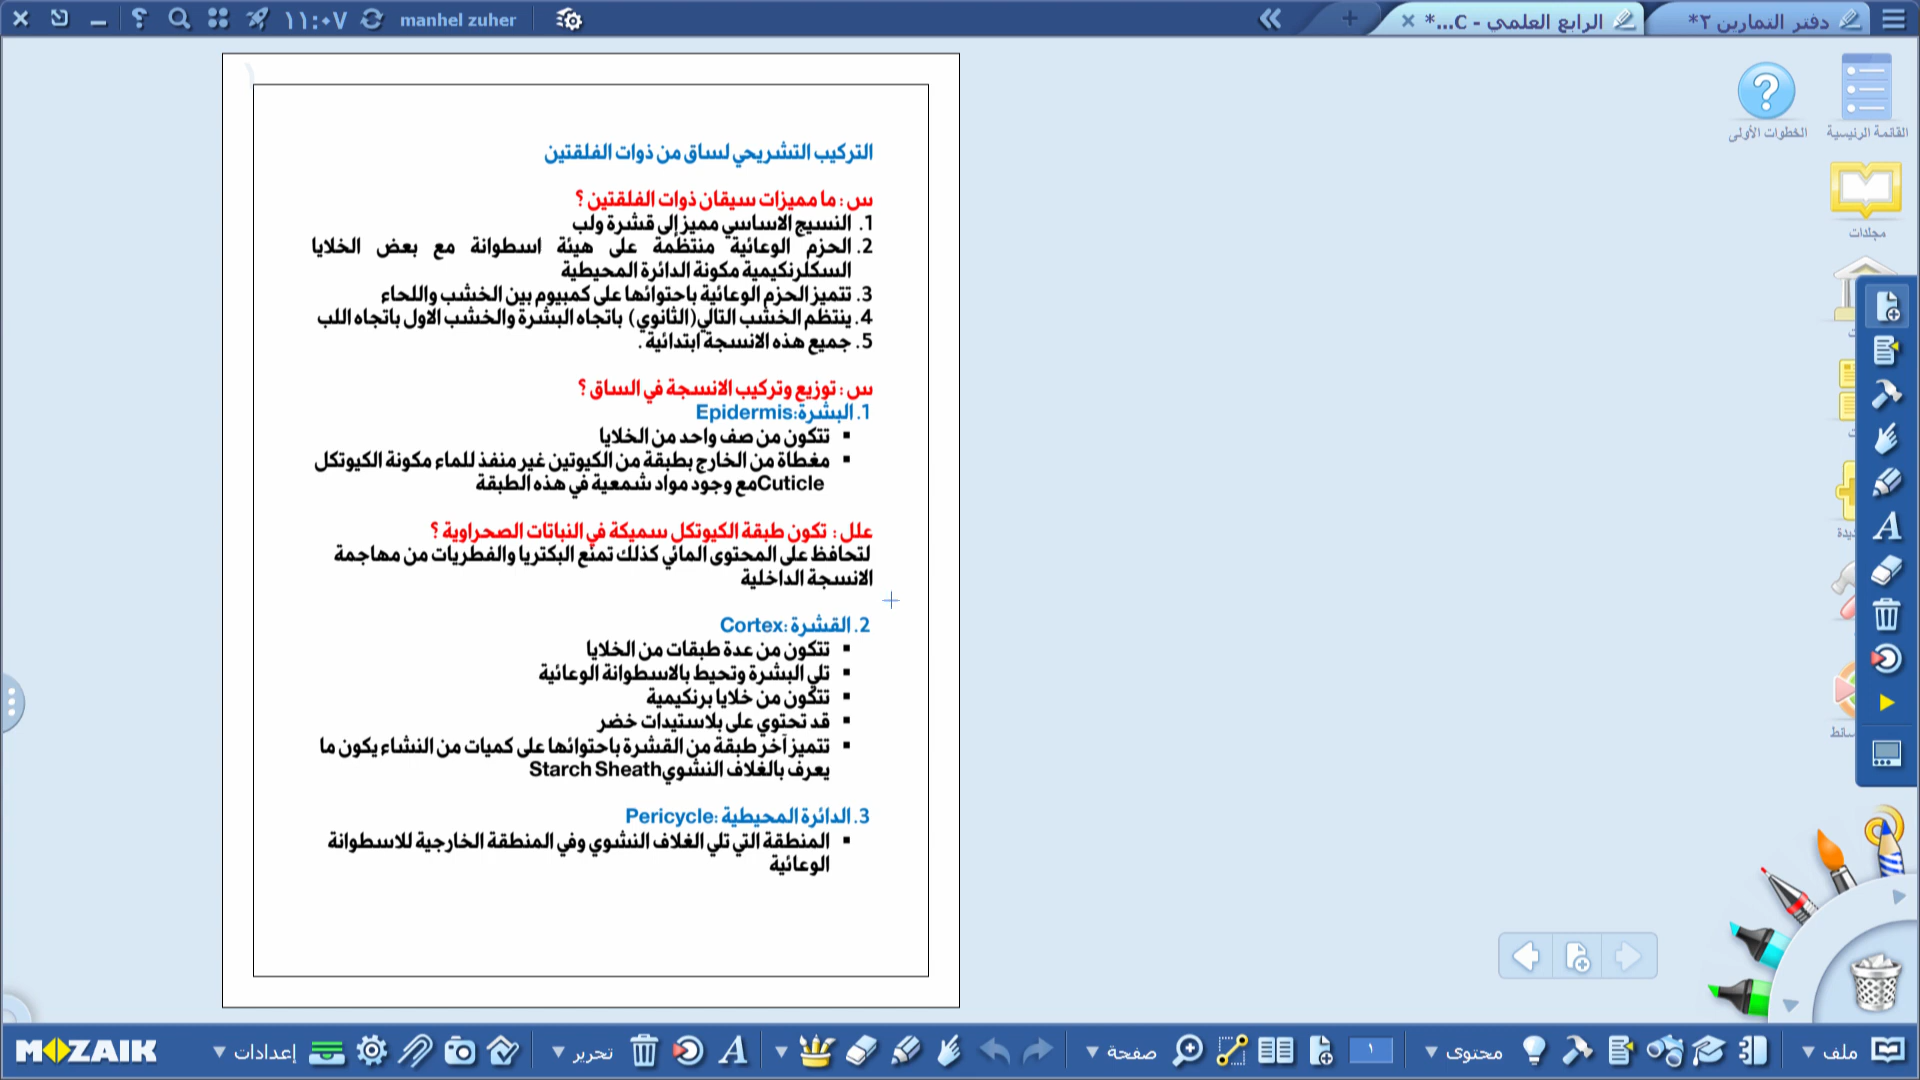 manhel zuher
١١:٠٧
الرابع العلمي - C...*
دفتر التمارين ٢*
القائمة الرئيسية
الخطوات الأولى
مجلدات
التركيب التشريحي لساق من ذوات الفلقتين
س : ما مميزات سيقان ذوات الفلقتين ؟
1. النسيج الاساسي مميز إلى قشرة ولب
2. الحزم الوعائية منتظمة على هيئة اسطوانة مع بعض الخلايا
السكلرنكيمية مكونة الدائرة المحيطية
3. تتميز الحزم الوعائية باحتوائها على كمبيوم بين الخشب واللحاء
4. ينتظم الخشب التالي(الثانوي) باتجاه البشرة والخشب الاول باتجاه اللب
5. جميع هذه الانسجة ابتدائية .
س : توزيع وتركيب الانسجة في الساق ؟
1. البشرة:Epidermis
▪ تتكون من صف واحد من الخلايا
▪ مغطاة من الخارج بطبقة من الكيوتين غير منفذ للماء مكونة الكيوتكل
Cuticleمع وجود مواد شمعية في هذه الطبقة
علل : تكون طبقة الكيوتكل سميكة في النباتات الصحراوية ؟
لتحافظ على المحتوى المائي كذلك تمنع البكتريا والفطريات من مهاجمة
الانسجة الداخلية
2. القشرة :Cortex
▪ تتكون من عدة طبقات من الخلايا
▪ تلي البشرة وتحيط بالاسطوانة الوعائية
▪ تتكون من خلايا برنكيمية
▪ قد تحتوي على بلاستيدات خضر
▪ تتميز آخر طبقة من القشرة باحتوائها على كميات من النشاء يكون ما
يعرف بالغلاف النشويStarch Sheath
3. الدائرة المحيطية :Pericycle
▪ المنطقة التي تلي الغلاف النشوي وفي المنطقة الخارجية للاسطوانة
الوعائية
MOZAIK
إعدادات
تحرير
صفحة
١
محتوى
ملف